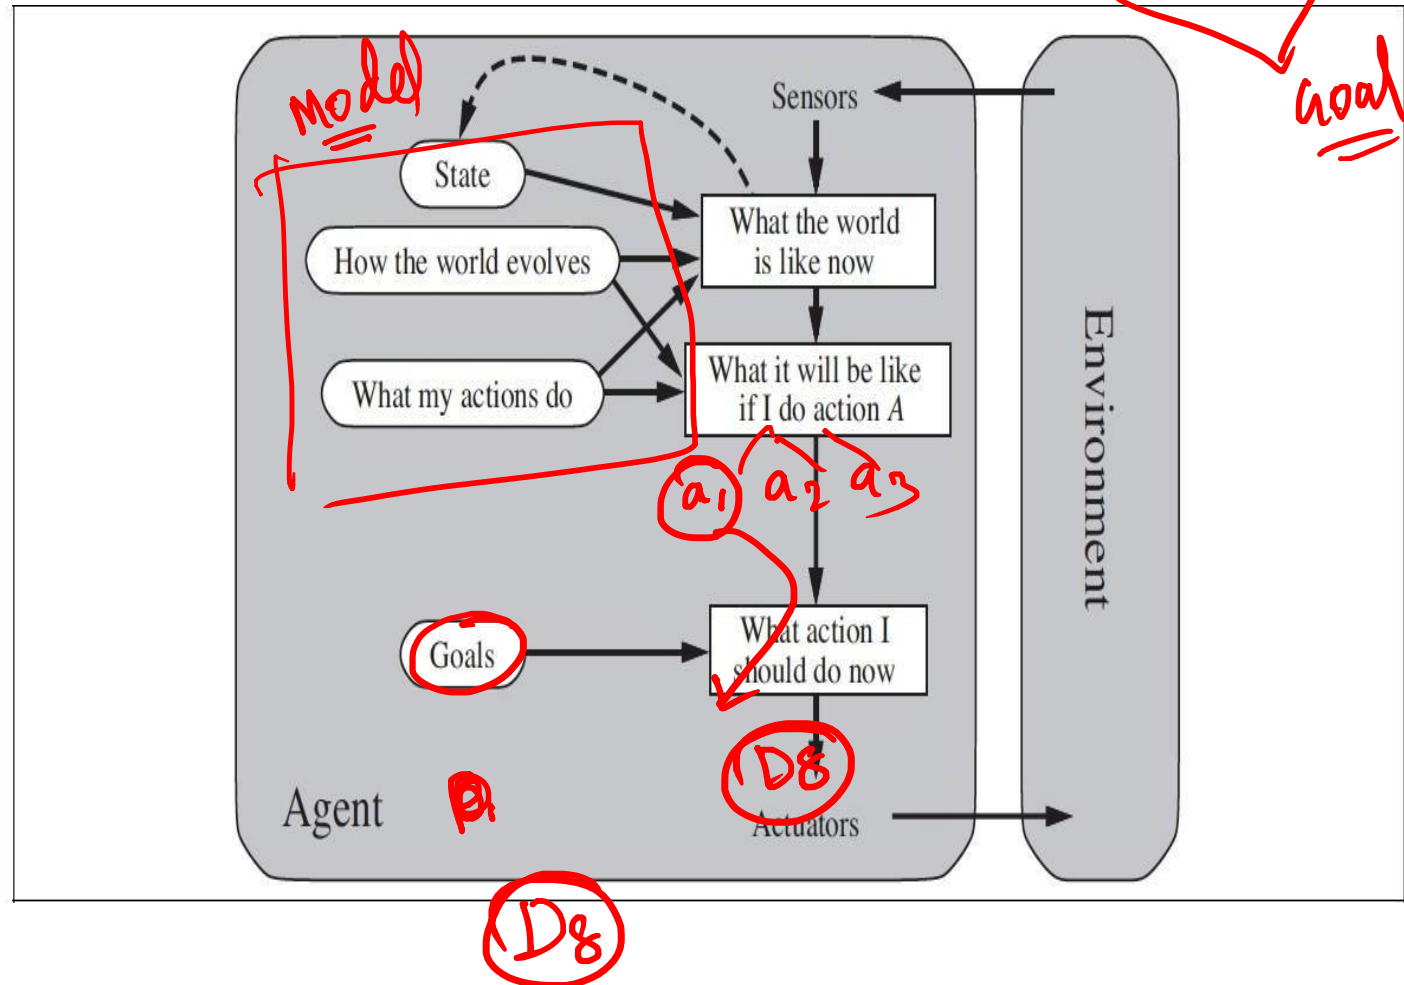 Model
Goal
Sensors
State
What the world
is like now
How the world evolves
What it will be like
if I do action A
What my actions do
a1 a2 a3
Environment
What action I
should do now
Goals
D8
Agent
Actuators
D8